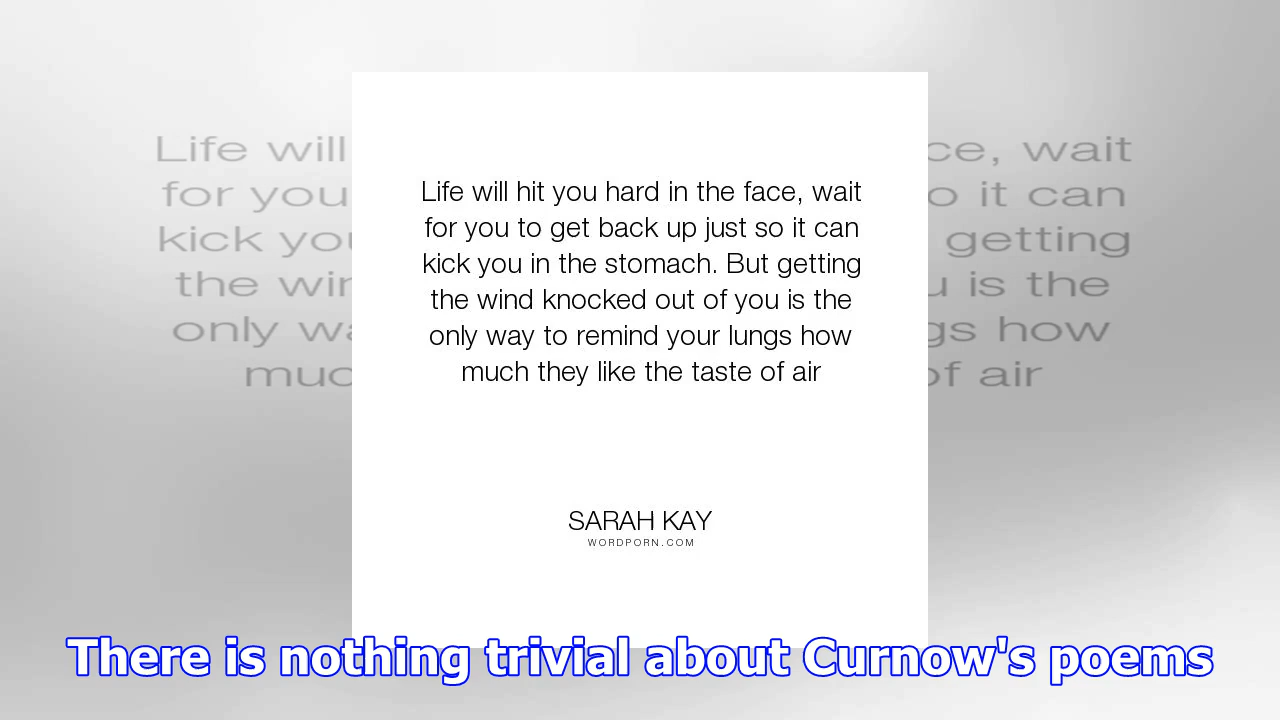 Life will hit you hard in the face, wait
for you to get back up just so it can
kick you in the stomach. But getting
the wind knocked out of you is the
only way to remind your lungs how
much they like the taste of air
SARAH KAY
WORDPORN.COM
There is nothing trivial about Curnow's poems